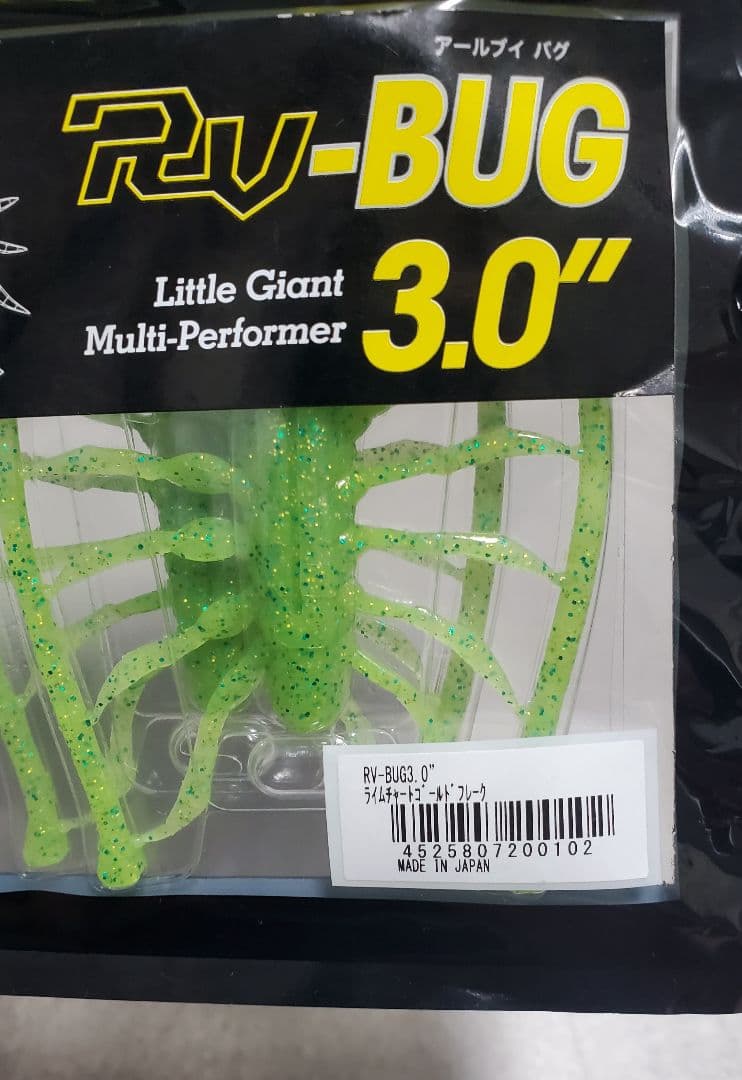 アールブイ バグ
RV-BUG
Little Giant
Multi-Performer
3.0"
RV-BUG3.0"
ライムチャートゴールドフレーク
4525807200102
MADE IN JAPAN